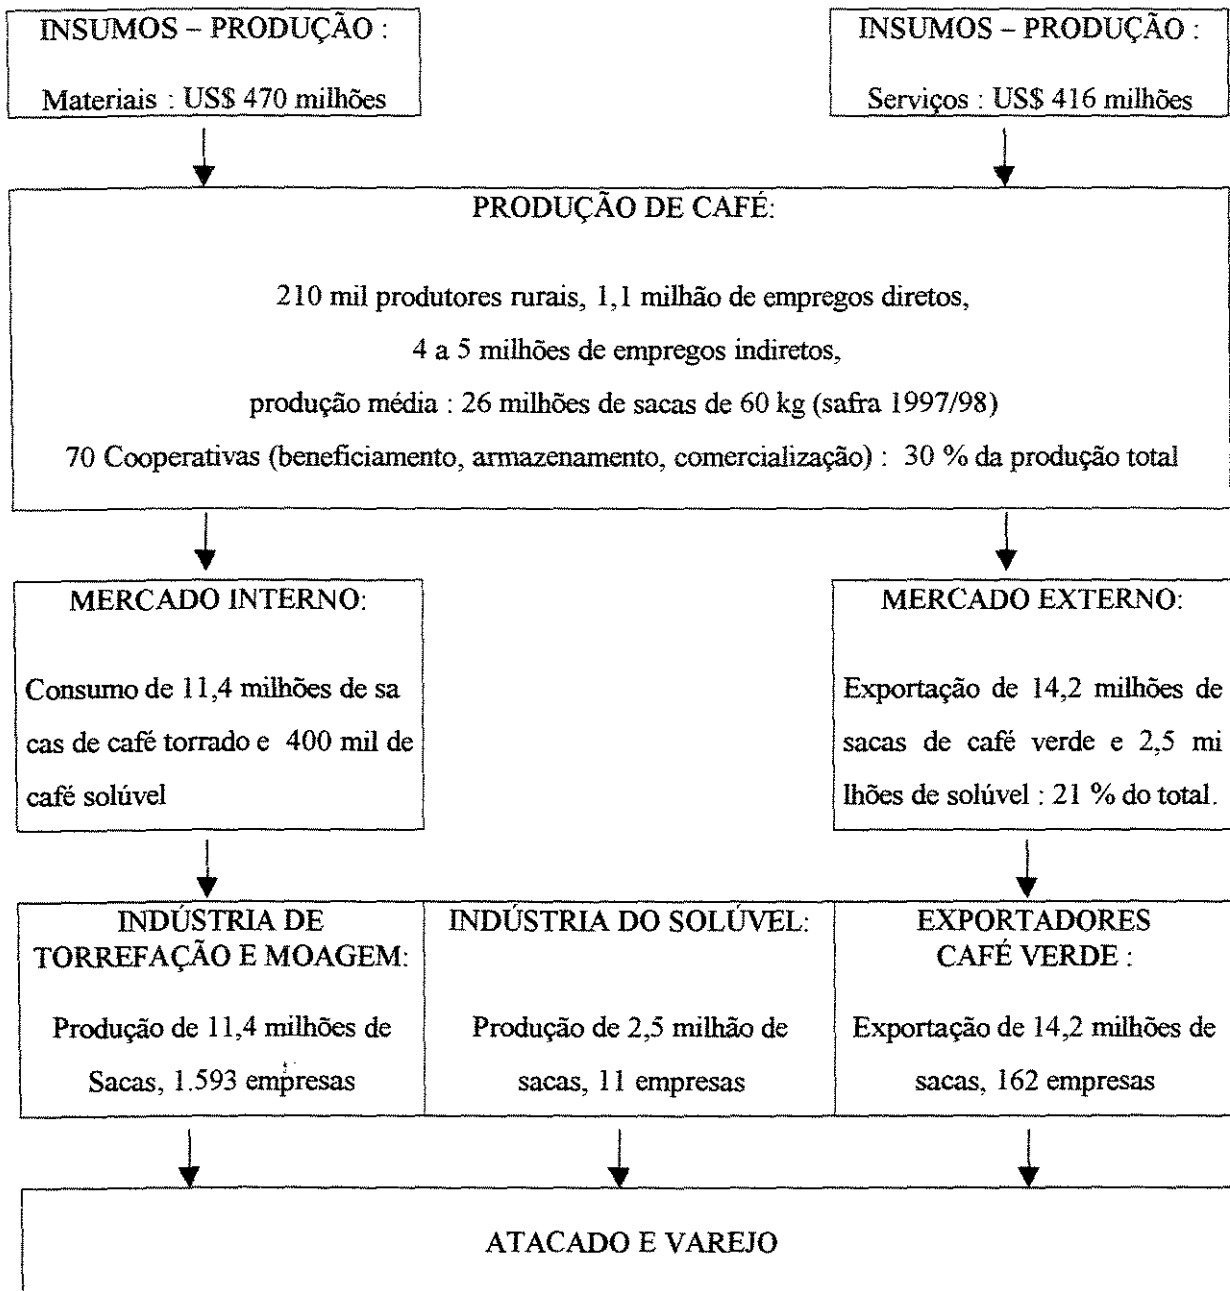 INSUMOS – PRODUÇÃO :
Materiais : US$ 470 milhões
INSUMOS – PRODUÇÃO :
Serviços : US$ 416 milhões
PRODUÇÃO DE CAFÉ:
210 mil produtores rurais, 1,1 milhão de empregos diretos,
4 a 5 milhões de empregos indiretos,
produção média : 26 milhões de sacas de 60 kg (safra 1997/98)
70 Cooperativas (beneficiamento, armazenamento, comercialização) : 30 % da produção total
MERCADO INTERNO:
Consumo de 11,4 milhões de sa
cas de café torrado e 400 mil de
café solúvel
MERCADO EXTERNO:
Exportação de 14,2 milhões de
sacas de café verde e 2,5 mi
lhões de solúvel : 21 % do total.
INDÚSTRIA DE
TORREFAÇÃO E MOAGEM:
Produção de 11,4 milhões de
Sacas, 1.593 empresas
INDÚSTRIA DO SOLÚVEL:
Produção de 2,5 milhão de
sacas, 11 empresas
EXPORTADORES
CAFÉ VERDE :
Exportação de 14,2 milhões de
sacas, 162 empresas
ATACADO E VAREJO